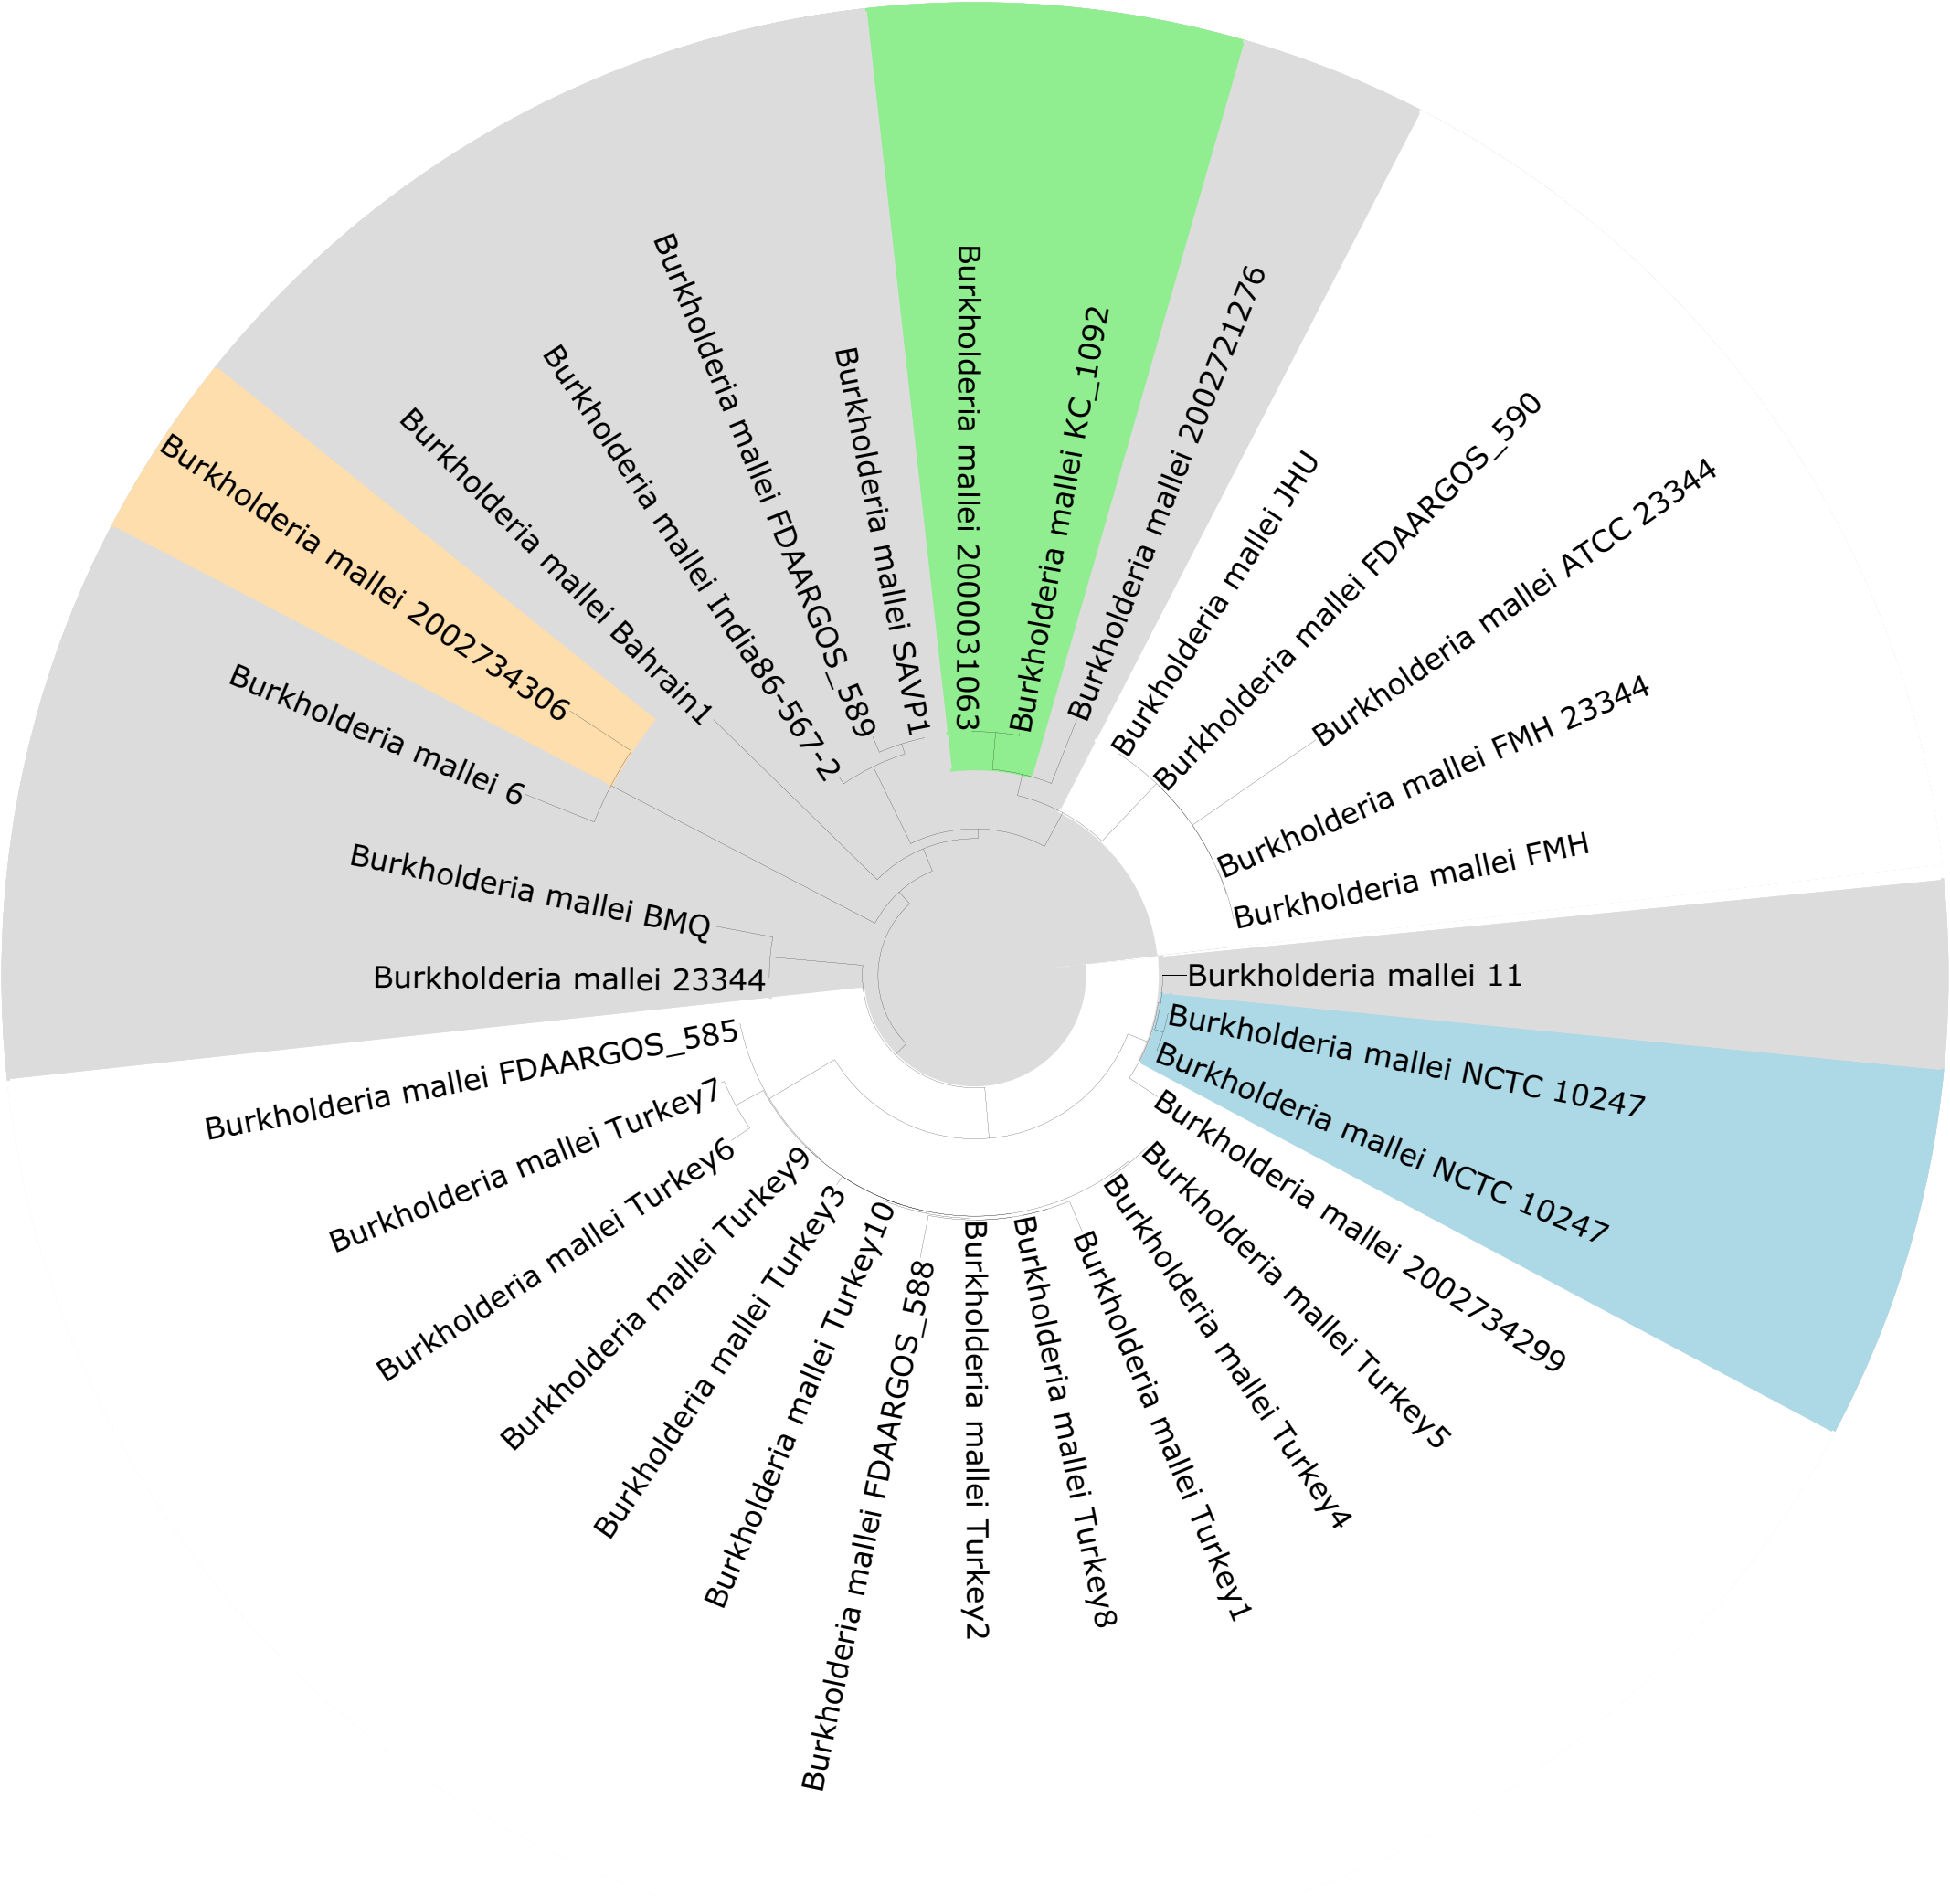 Burkholderia mallei 2000031063
Burkholderia mallei KC_1092
Burkholderia mallei 2002721276
Burkholderia mallei JHU
Burkholderia mallei FDAARGOS_590
Burkholderia mallei ATCC 23344
Burkholderia mallei FMH 23344
Burkholderia mallei FMH
Burkholderia mallei 11
Burkholderia mallei NCTC 10247
Burkholderia mallei NCTC 10247
Burkholderia mallei 2002734299
Burkholderia mallei Turkey5
Burkholderia mallei Turkey4
Burkholderia mallei Turkey1
Burkholderia mallei Turkey8
Burkholderia mallei Turkey2
Burkholderia mallei FDAARGOS_588
Burkholderia mallei Turkey10
Burkholderia mallei Turkey3
Burkholderia mallei Turkey9
Burkholderia mallei Turkey6
Burkholderia mallei Turkey7
Burkholderia mallei FDAARGOS_585
Burkholderia mallei 23344
Burkholderia mallei BMQ
Burkholderia mallei 6
Burkholderia mallei 2002734306
Burkholderia mallei Bahrain1
Burkholderia mallei India86-567-2
Burkholderia mallei FDAARGOS_589
Burkholderia mallei SAVP1